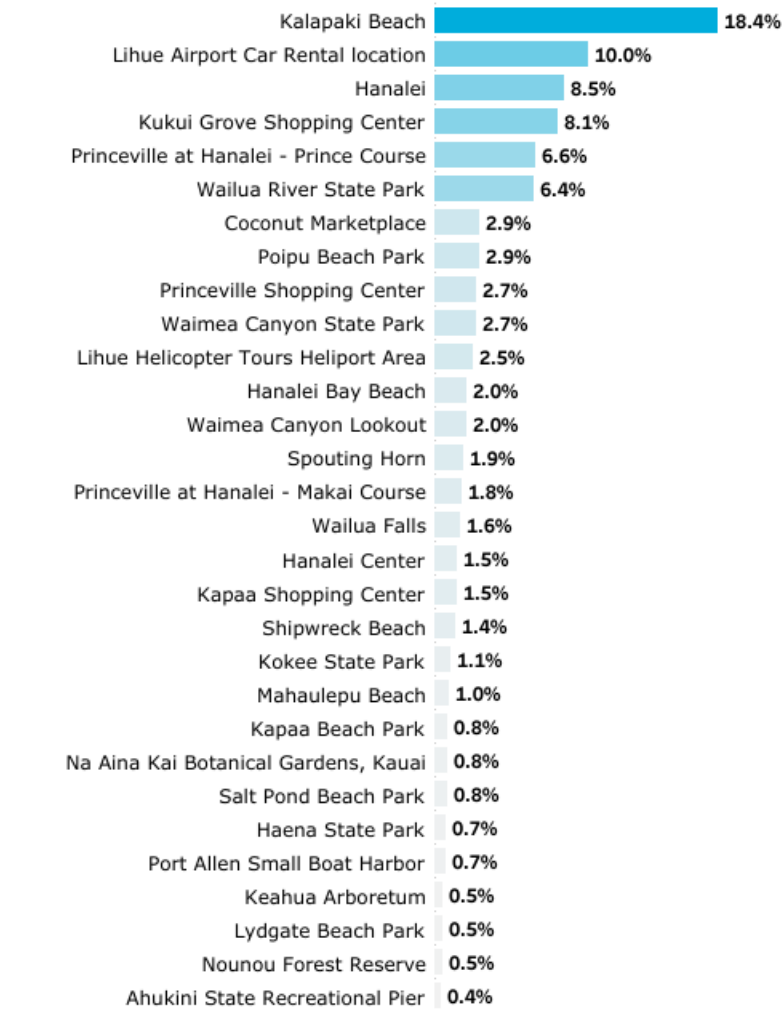 Kalapaki Beach 18.4%
Lihue Airport Car Rental location 10.0%
Hanalei 8.5%
Kukui Grove Shopping Center 8.1%
Princeville at Hanalei - Prince Course 6.6%
Wailua River State Park 6.4%
Coconut Marketplace 2.9%
Poipu Beach Park 2.9%
Princeville Shopping Center 2.7%
Waimea Canyon State Park 2.7%
Lihue Helicopter Tours Heliport Area 2.5%
Hanalei Bay Beach 2.0%
Waimea Canyon Lookout 2.0%
Spouting Horn 1.9%
Princeville at Hanalei - Makai Course 1.8%
Wailua Falls 1.6%
Hanalei Center 1.5%
Kapaa Shopping Center 1.5%
Shipwreck Beach 1.4%
Kokee State Park 1.1%
Mahaulepu Beach 1.0%
Kapaa Beach Park 0.8%
Na Aina Kai Botanical Gardens, Kauai 0.8%
Salt Pond Beach Park 0.8%
Haena State Park 0.7%
Port Allen Small Boat Harbor 0.7%
Keahua Arboretum 0.5%
Lydgate Beach Park 0.5%
Nounou Forest Reserve 0.5%
Ahukini State Recreational Pier 0.4%